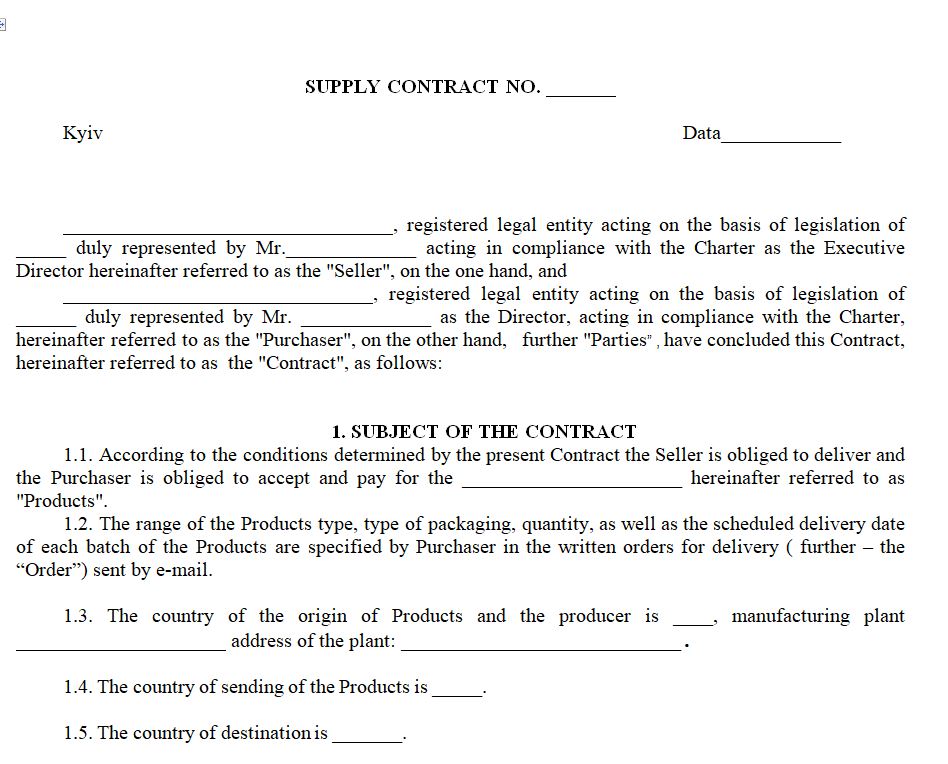 SUPPLY CONTRACT NO. _______
Kyiv Data____________
_________________________________, registered legal entity acting on the basis of legislation of
_____ duly represented by Mr._____________ acting in compliance with the Charter as the Executive
Director hereinafter referred to as the "Seller", on the one hand, and
_______________________________, registered legal entity acting on the basis of legislation of
______ duly represented by Mr. _____________ as the Director, acting in compliance with the Charter,
hereinafter referred to as the "Purchaser", on the other hand, further "Parties” , have concluded this Contract,
hereinafter referred to as the "Contract", as follows:
1. SUBJECT OF THE CONTRACT
1.1. According to the conditions determined by the present Contract the Seller is obliged to deliver and
the Purchaser is obliged to accept and pay for the ______________________ hereinafter referred to as
"Products".
1.2. The range of the Products type, type of packaging, quantity, as well as the scheduled delivery date
of each batch of the Products are specified by Purchaser in the written orders for delivery ( further – the
“Order”) sent by e-mail.
1.3. The country of the origin of Products and the producer is ____, manufacturing plant
_____________________ address of the plant: ____________________________.
1.4. The country of sending of the Products is _____.
1.5. The country of destination is _______.